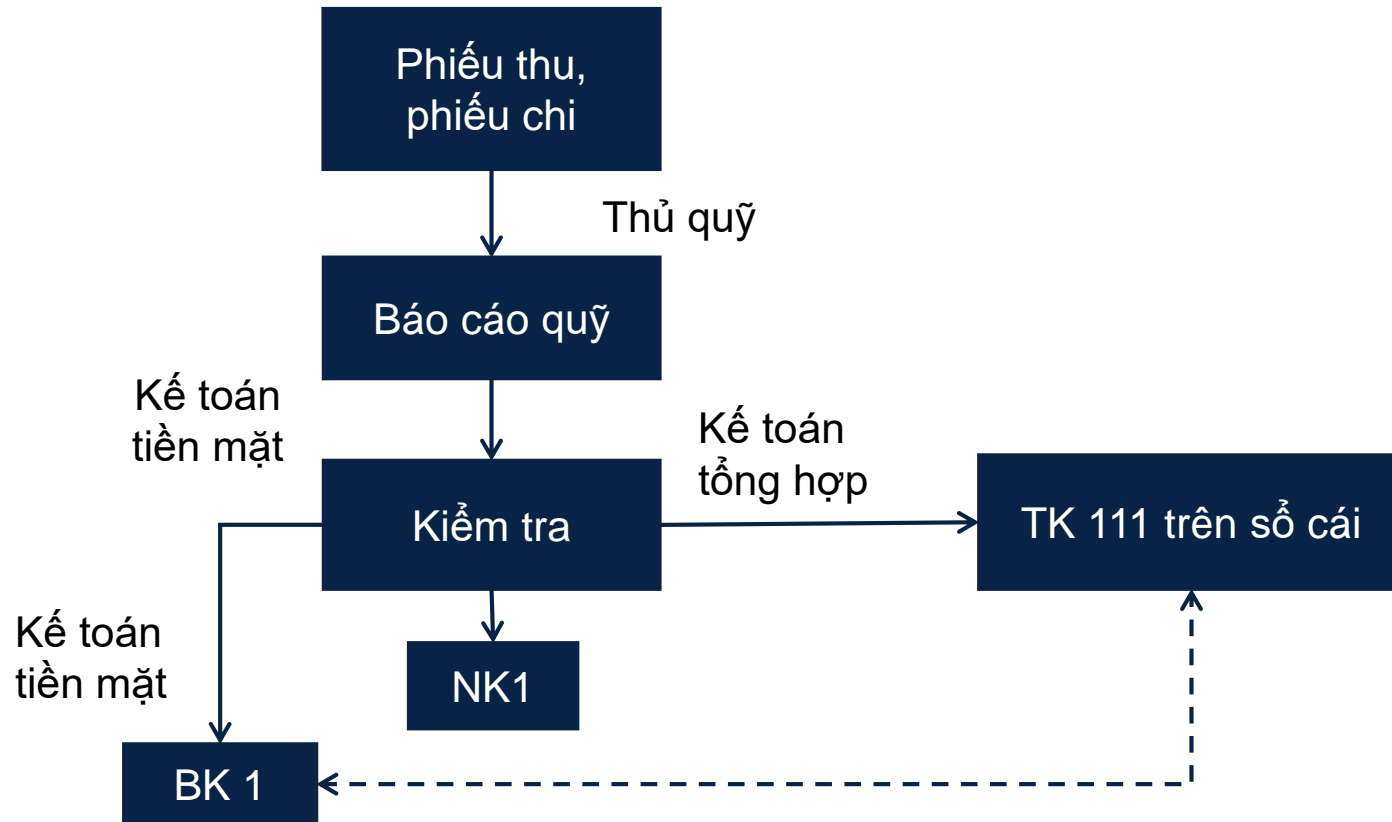 Phiếu thu,
phiếu chi
Thủ quỹ
Báo cáo quỹ
Kế toán
tiền mặt
Kế toán
tổng hợp
Kiểm tra
TK 111 trên sổ cái
Kế toán
tiền mặt
NK1
BK 1